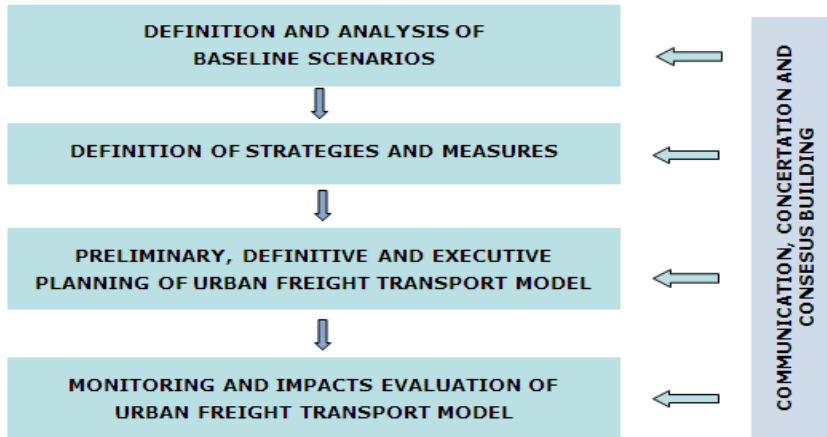 DEFINITION AND ANALYSIS OF
BASELINE SCENARIOS
DEFINITION OF STRATEGIES AND MEASURES
PRELIMINARY, DEFINITIVE AND EXECUTIVE
PLANNING OF URBAN FREIGHT TRANSPORT MODEL
MONITORING AND IMPACTS EVALUATION OF
URBAN FREIGHT TRANSPORT MODEL
COMMUNICATION, CONCERTATION AND
CONSESUS BUILDING